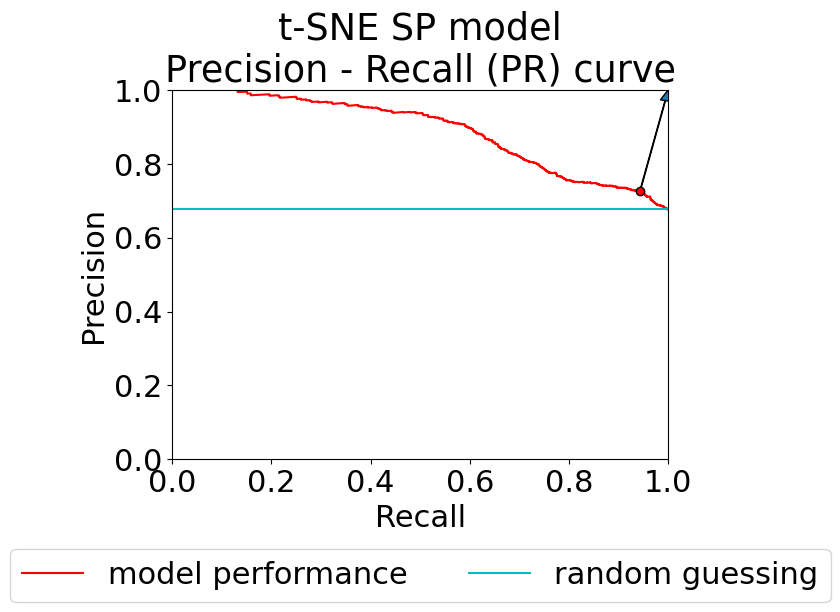 t-SNE SP model
Precision - Recall (PR) curve
1.0
0.8
0.6
0.4
0.2
0.0
Precision
0.0 0.2 0.4 0.6 0.8 1.0
Recall
model performance random guessing